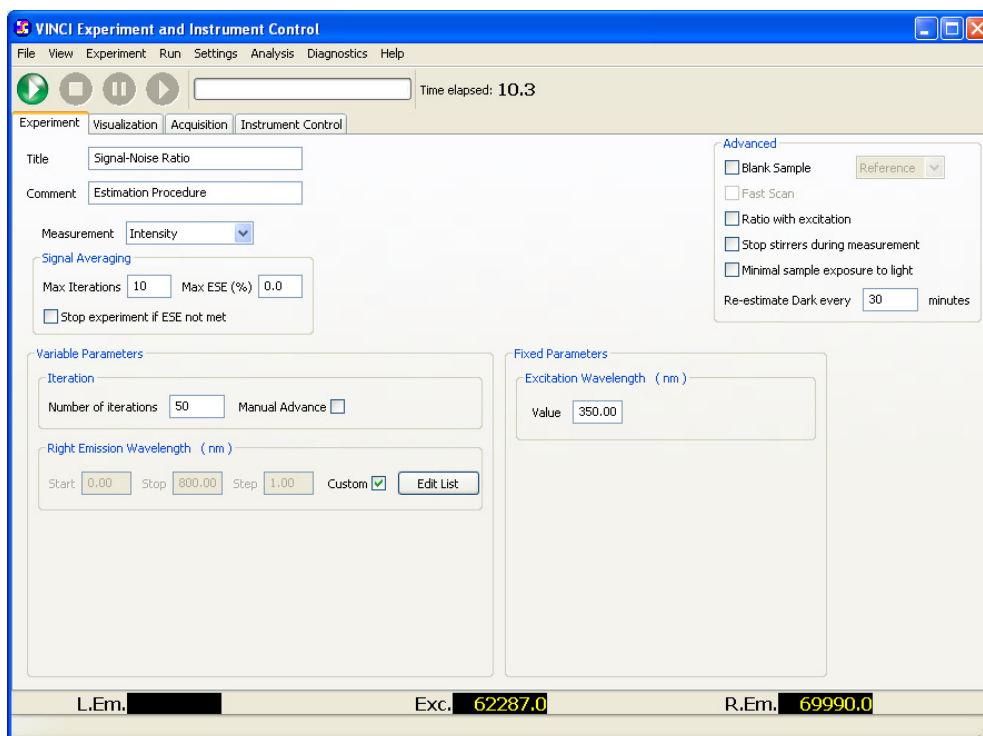 VINCI Experiment and Instrument Control
File View Experiment Run Settings Analysis Diagnostics Help
Time elapsed: 10.3
Experiment Visualization Acquisition Instrument Control
Title Signal-Noise Ratio
Comment Estimation Procedure
Measurement Intensity
Signal Averaging
Max Iterations 10 Max ESE (%) 0.0
Stop experiment if ESE not met
Advanced
Blank Sample Reference
Fast Scan
Ratio with excitation
Stop stirrers during measurement
Minimal sample exposure to light
Re-estimate Dark every 30 minutes
Variable Parameters
Iteration
Number of iterations 50 Manual Advance
Right Emission Wavelength ( nm )
Start 0.00 Stop 800.00 Step 1.00 Custom Edit List
Fixed Parameters
Excitation Wavelength ( nm )
Value 350.00
L.Em. Exc. 62287.0 R.Em. 69990.0